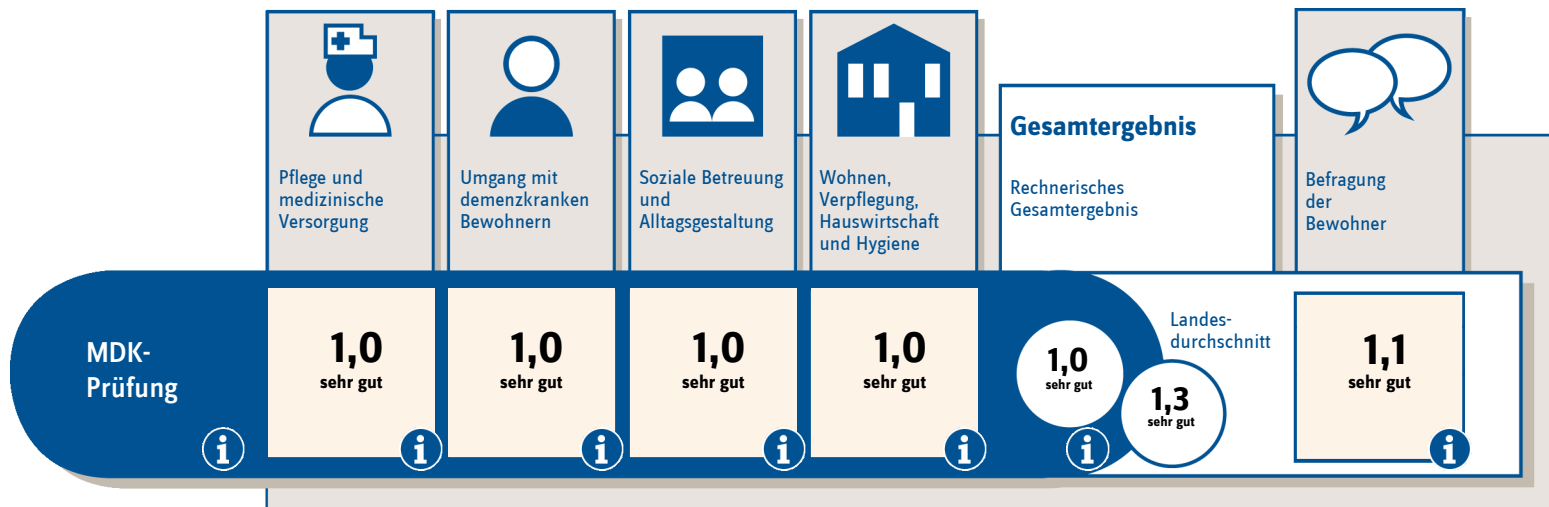 Pflege und
medizinische
Versorgung
Umgang mit
demenzkranken
Bewohnern
Soziale Betreuung
und
Alltagsgestaltung
Wohnen,
Verpflegung,
Hauswirtschaft
und Hygiene
Gesamtergebnis
Rechnerisches
Gesamtergebnis
Befragung
der
Bewohner
MDK-
Prüfung
i
1,0
sehr gut
i
1,0
sehr gut
i
1,0
sehr gut
i
1,0
sehr gut
i
1,0
sehr gut
i
Landes-
durchschnitt
1,3
sehr gut
1,1
sehr gut
i